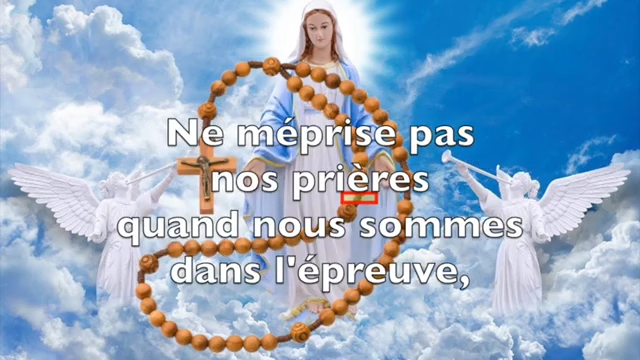 Ne méprise pas
nos prières
quand nous sommes
dans l'épreuve,